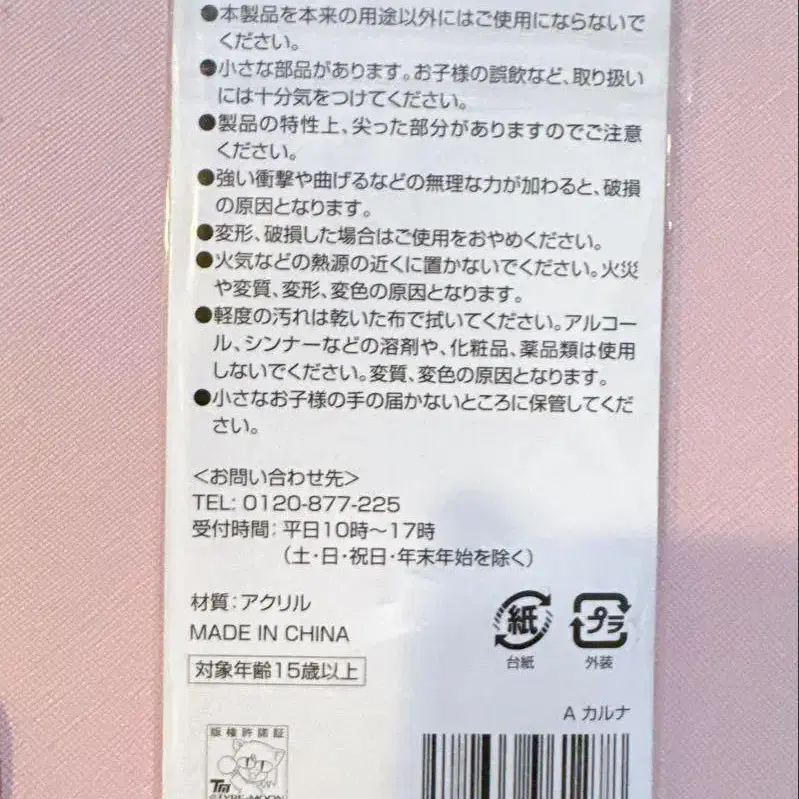 ●本製品を本来の用途以外にはご使用にならないで
ください。
●小さな部品があります。お子様の誤飲など、取り扱い
には十分気をつけてください。
●製品の特性上、尖った部分がありますのでご注意
ください。
●強い衝撃や曲げるなどの無理な力が加わると、破損
の原因となります。
●変形、破損した場合はご使用をおやめください。
●火気などの熱源の近くに置かないでください。火災
や変質、変形、変色の原因となります。
●軽度の汚れは乾いた布で拭いてください。アルコー
ル、シンナーなどの溶剤や、化粧品、薬品類は使用
しないでください。変質、変色の原因となります。
●小さなお子様の手の届かないところに保管してくだ
さい。
＜お問い合わせ先＞
TEL: 0120-877-225
受付時間：平日10時～17時
（土・日・祝日・年末年始を除く）
材質：アクリル
MADE IN CHINA
対象年齢15歳以上
紙
台紙
プラ
外装
A カルナ
版権許諾証
TM
©TYPE-MOON